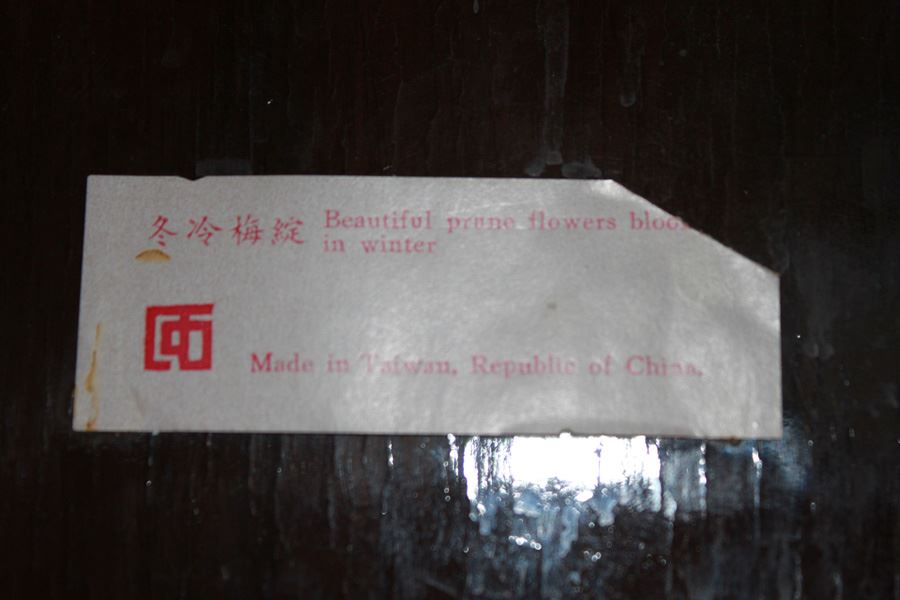 冬冷梅綻 Beautiful prune flowers
in winter
Made in Taiwan, Republic of China.